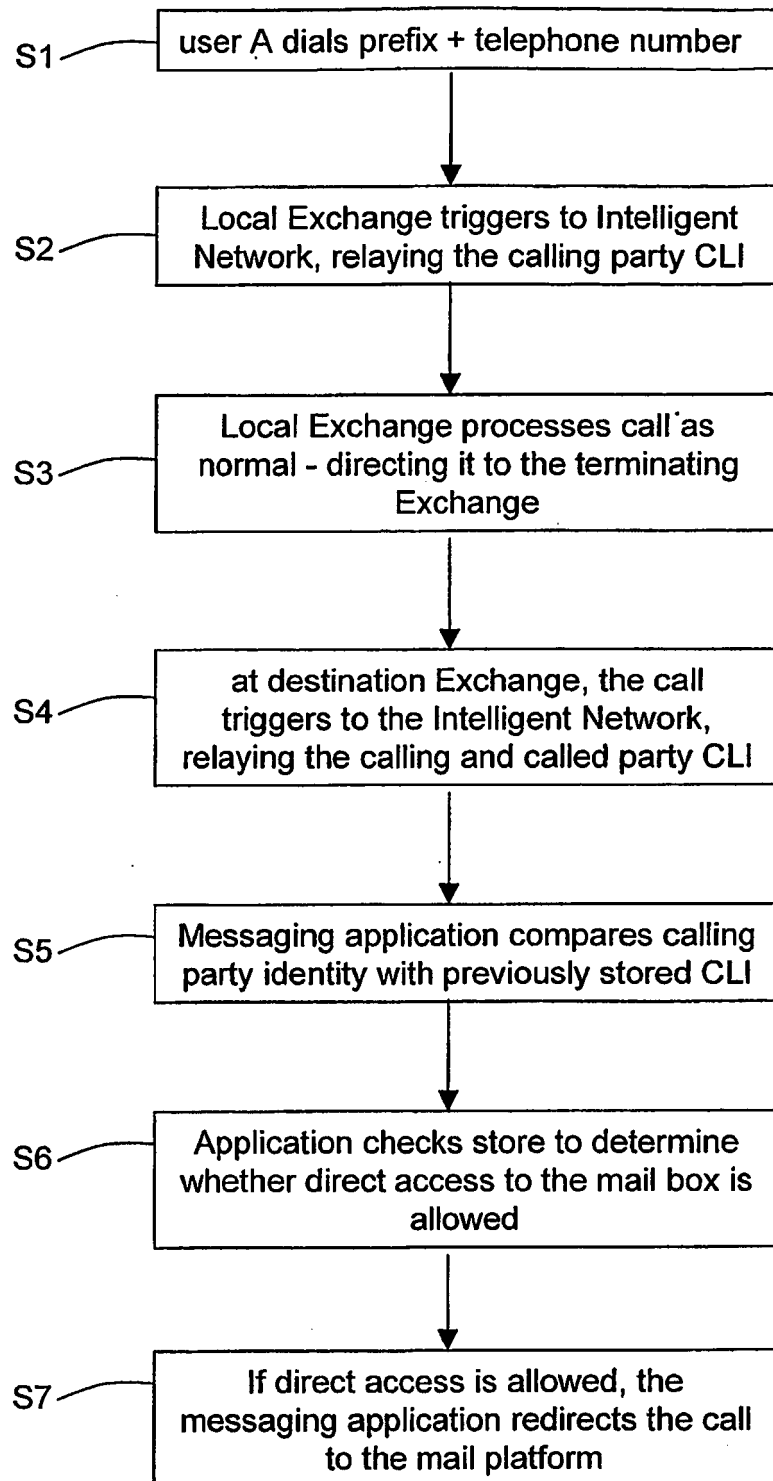 S1
user A dials prefix + telephone number
S2
Local Exchange triggers to Intelligent
Network, relaying the calling party CLI
S3
Local Exchange processes call as
normal - directing it to the terminating
Exchange
S4
at destination Exchange, the call
triggers to the Intelligent Network,
relaying the calling and called party CLI
S5
Messaging application compares calling
party identity with previously stored CLI
S6
Application checks store to determine
whether direct access to the mail box is
allowed
S7
If direct access is allowed, the
messaging application redirects the call
to the mail platform